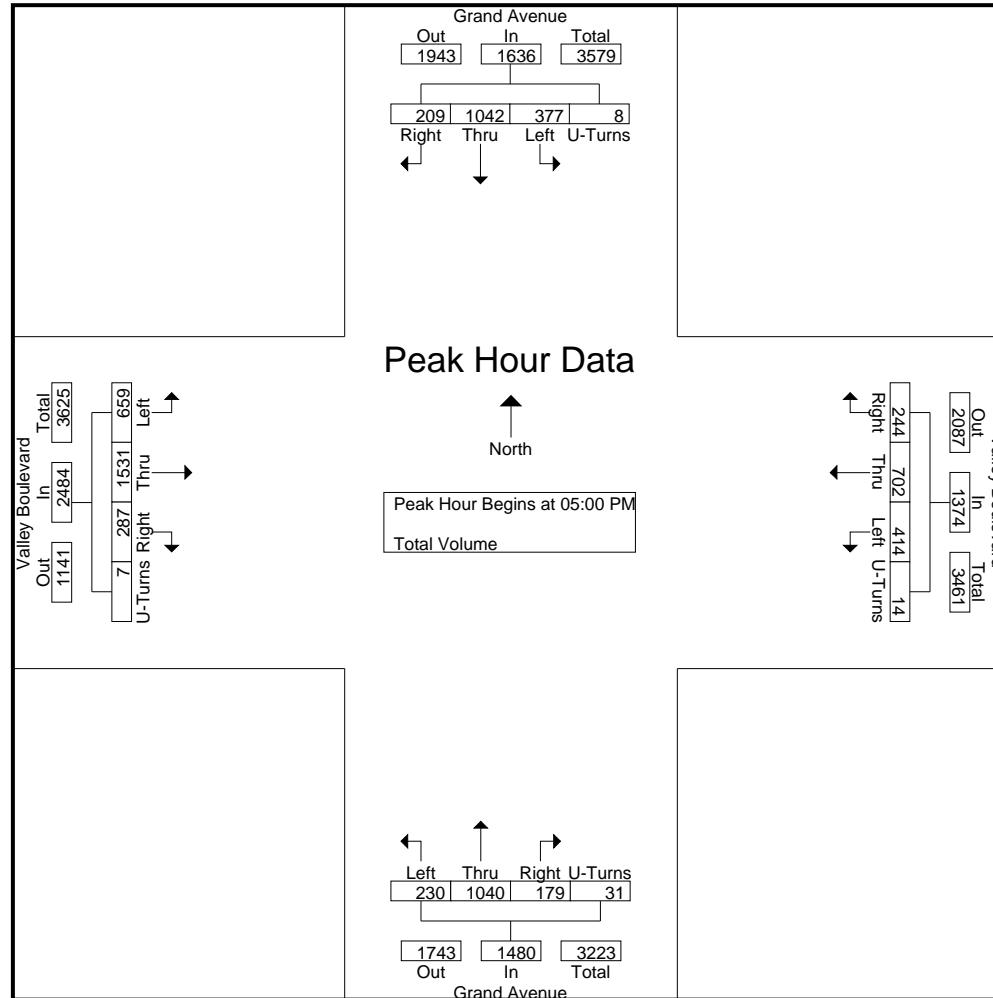 Grand Avenue
Out In Total
1943 1636 3579
209 1042 377 8
Right Thru Left U-Turns
Peak Hour Data
North
Peak Hour Begins at 05:00 PM
Total Volume
Valley Boulevard
Out In Total
1141 2484 3625
7 287 1531 659
U-Turns Right Thru Left
Right Thru Left U-Turns
244 702 414 14
2087 1374 3461
Out In Total
Left Thru Right U-Turns
230 1040 179 31
1743 1480 3223
Out In Total
Grand Avenue